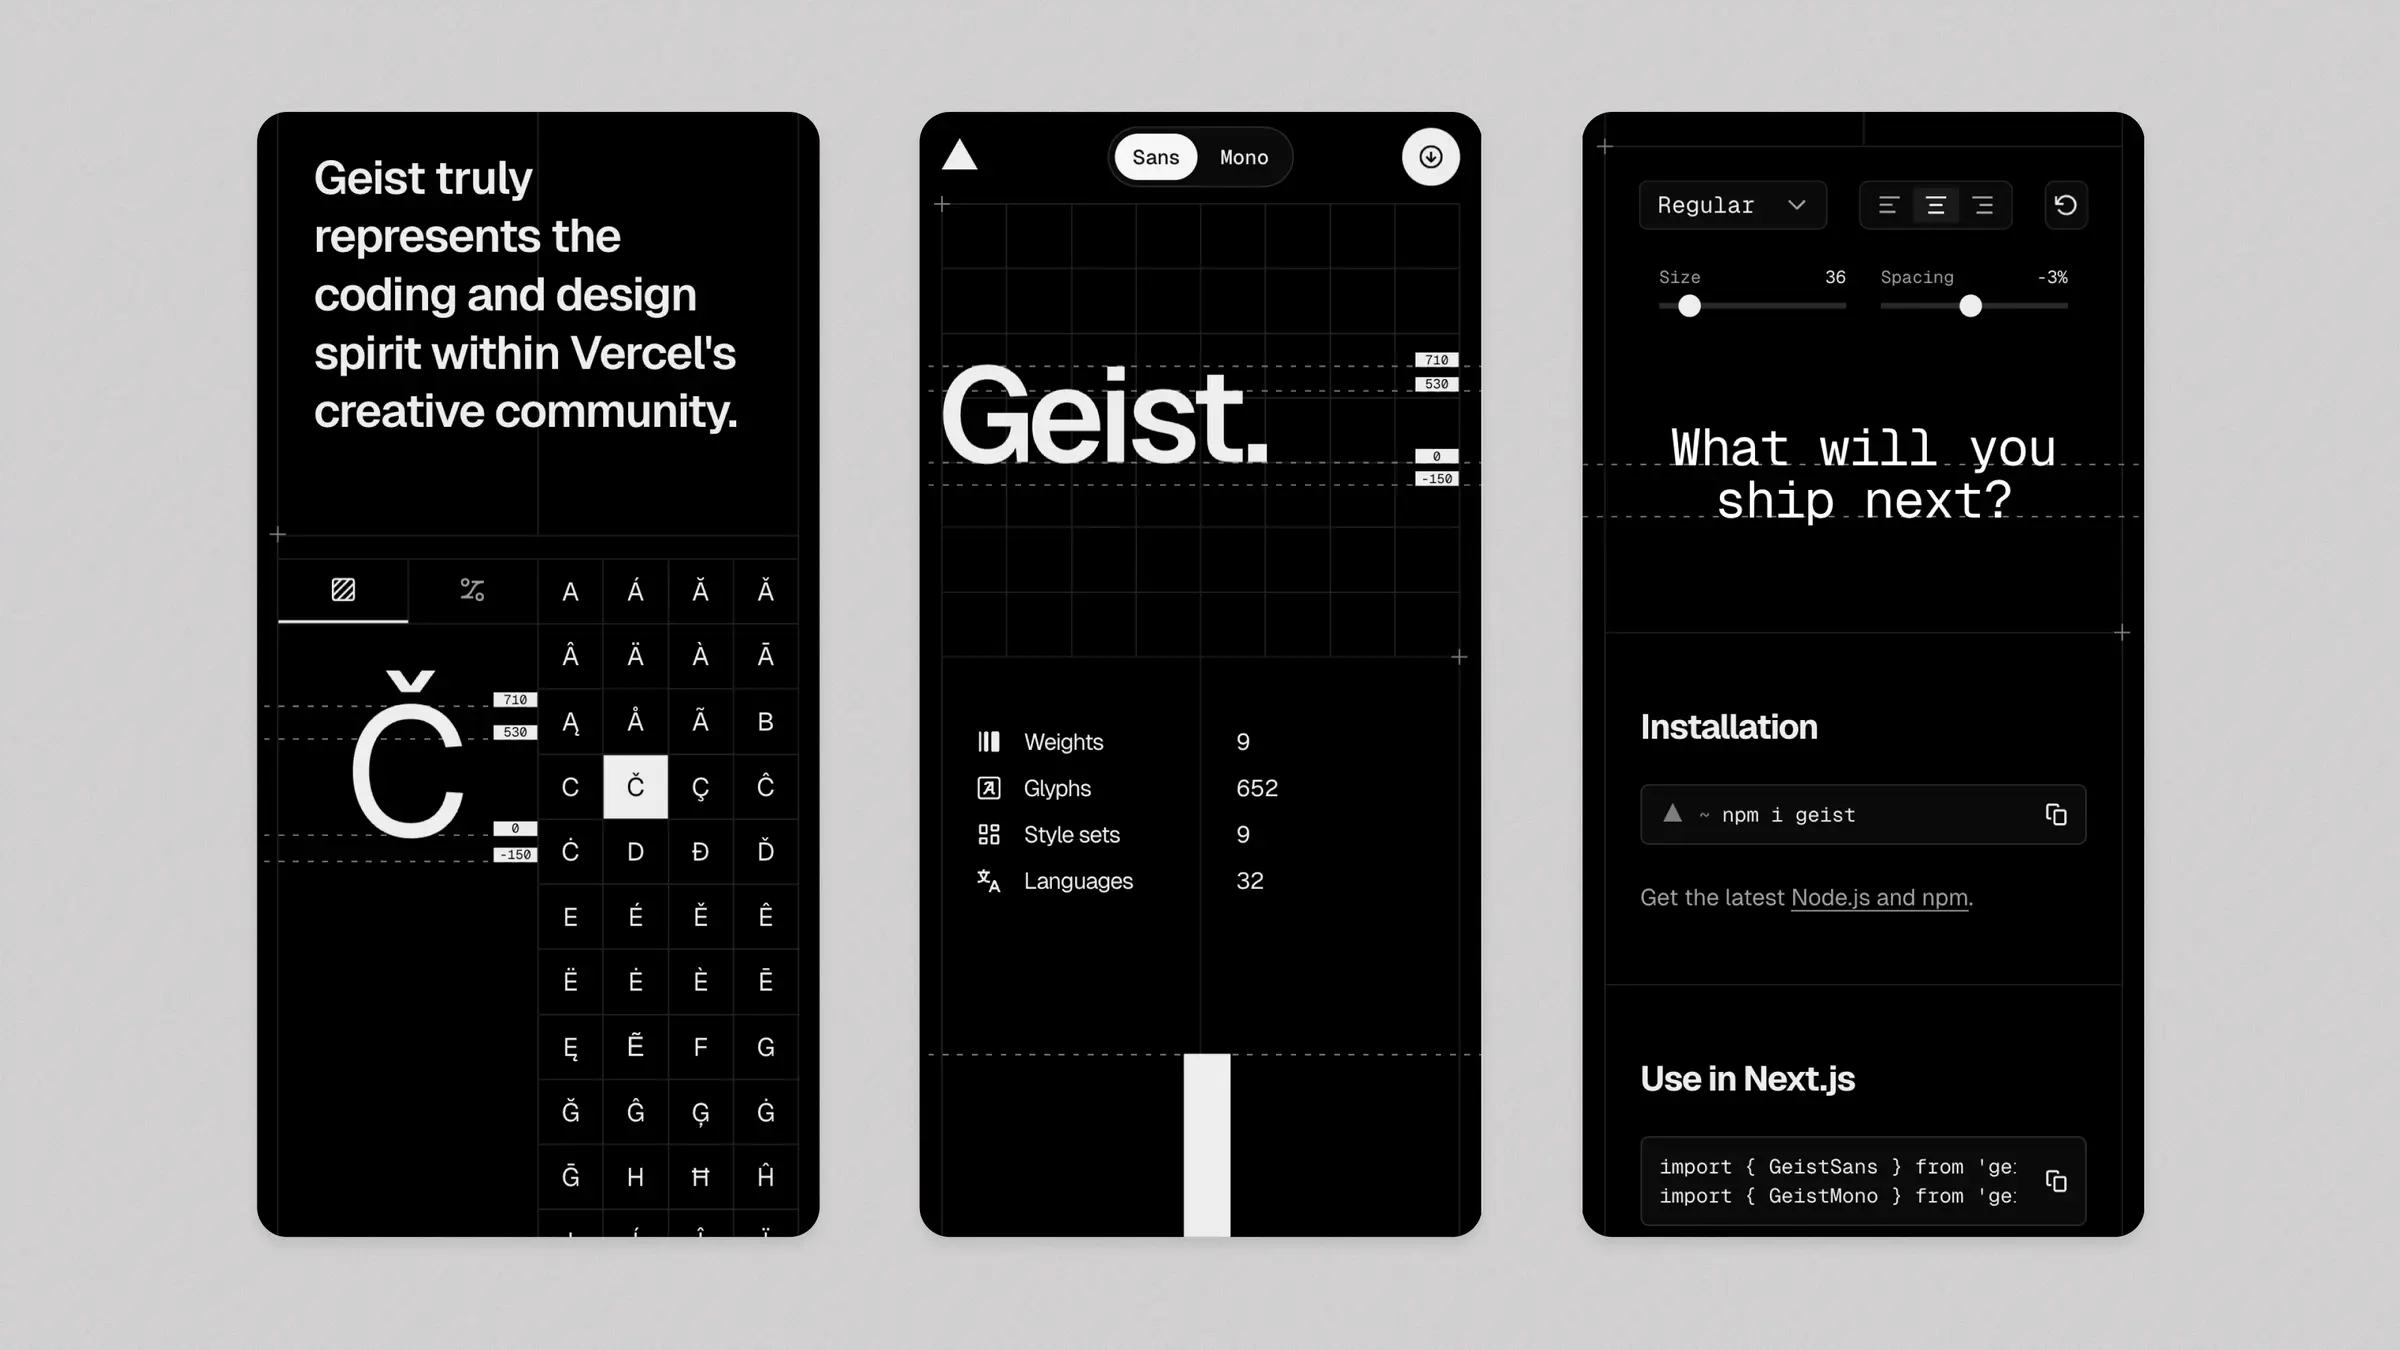 Geist truly
represents the
coding and design
spirit within Vercel's
creative community.
A Á Ă Ǎ
Â Ä À Ā
Ą Å Ã B
C Č Ç Ĉ
Ċ D Đ Ď
E É Ě Ê
Ë Ė È Ē
Ę Ẽ F G
Ğ Ĝ Ģ Ġ
Ḡ H Ħ Ĥ
Č
710
530
0
-150
Sans Mono
Geist.
710
530
0
-150
Weights 9
Glyphs 652
Style sets 9
Languages 32
Regular
Size 36 Spacing -3%
What will you
ship next?
Installation
~ npm i geist
Get the latest Node.js and npm.
Use in Next.js
import { GeistSans } from 'ge
import { GeistMono } from 'ge